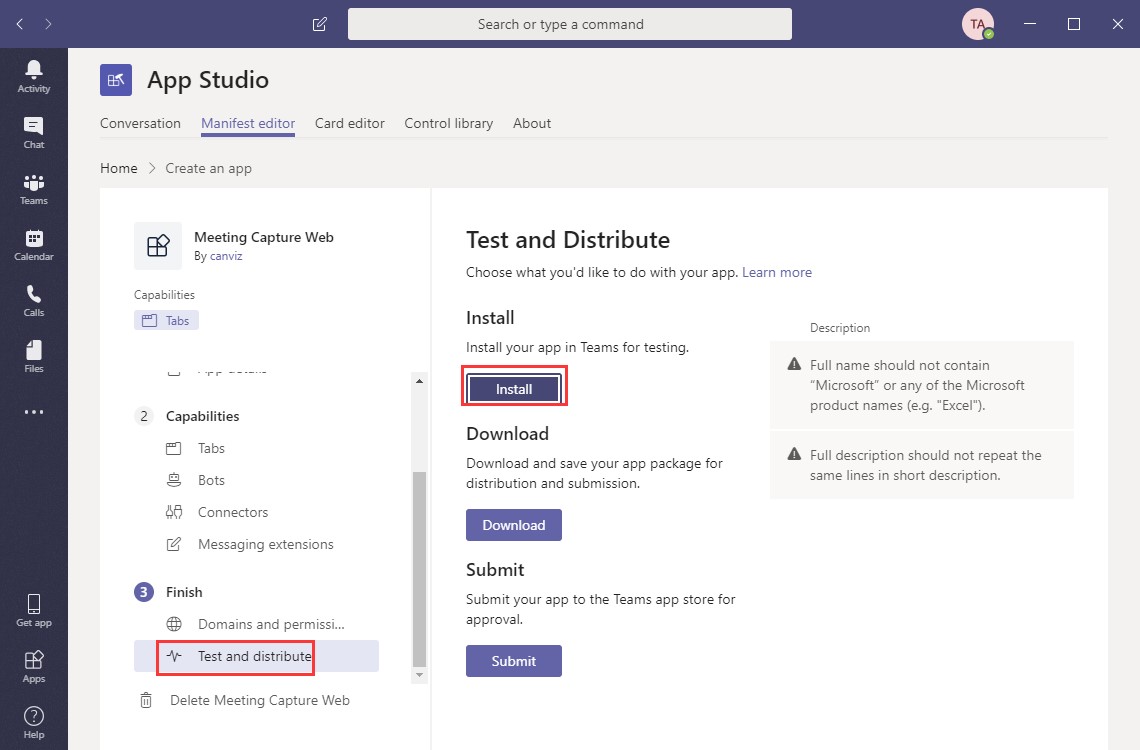 Search or type a command
TA
Activity
Chat
Teams
Calendar
Calls
Files
Get app
Apps
Help
App Studio
Conversation
Manifest editor
Card editor
Control library
About
Home
Create an app
Meeting Capture Web
By canviz
Capabilities
Tabs
App details
2 Capabilities
Tabs
Bots
Connectors
Messaging extensions
3 Finish
Domains and permissi...
Test and distribute
Delete Meeting Capture Web
Test and Distribute
Choose what you'd like to do with your app. Learn more
Install
Install your app in Teams for testing.
Install
Download
Download and save your app package for
distribution and submission.
Download
Submit
Submit your app to the Teams app store for
approval.
Submit
Description
Full name should not contain
"Microsoft" or any of the Microsoft
product names (e.g. "Excel").
Full description should not repeat the
same lines in short description.